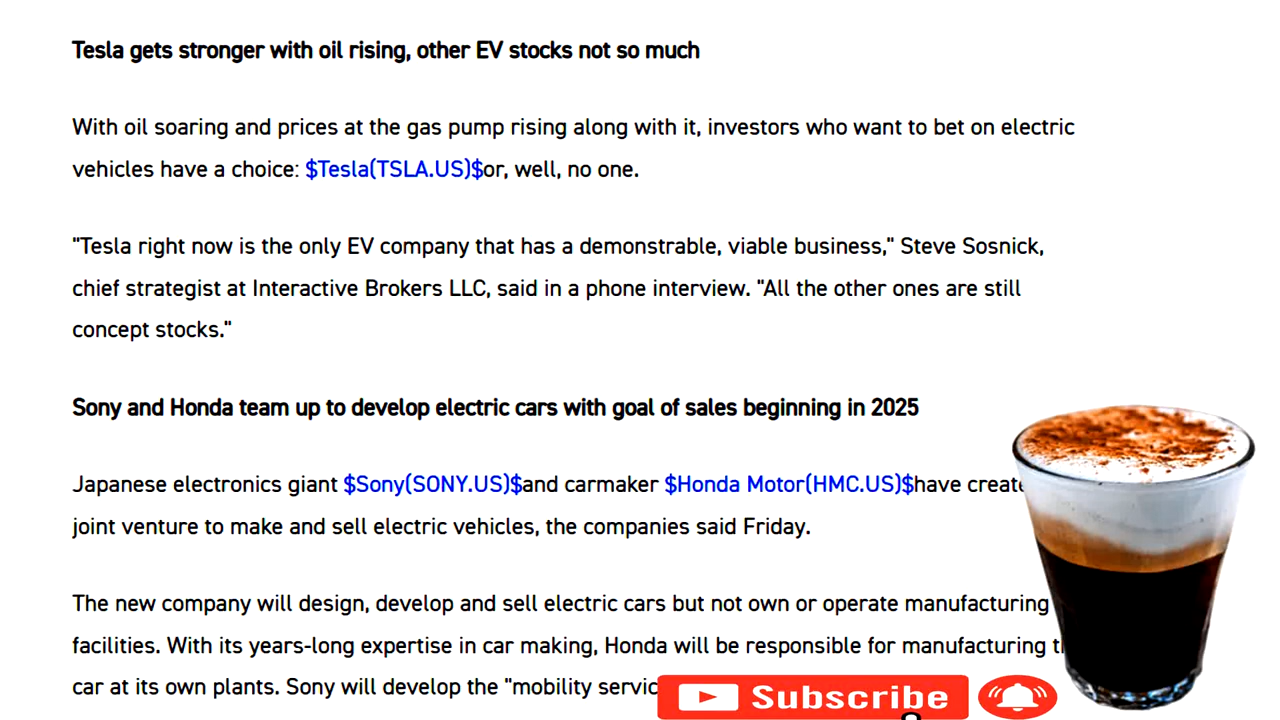 Tesla gets stronger with oil rising, other EV stocks not so much
With oil soaring and prices at the gas pump rising along with it, investors who want to bet on electric
vehicles have a choice: $Tesla(TSLA.US)$or, well, no one.
"Tesla right now is the only EV company that has a demonstrable, viable business," Steve Sosnick,
chief strategist at Interactive Brokers LLC, said in a phone interview. "All the other ones are still
concept stocks."
Sony and Honda team up to develop electric cars with goal of sales beginning in 2025
Japanese electronics giant $Sony(SONY.US)$and carmaker $Honda Motor(HMC.US)$have
joint venture to make and sell electric vehicles, the companies said Friday.
The new company will design, develop and sell electric cars but not own or operate manufacturing
facilities. With its years-long expertise in car making, Honda will be responsible for manufacturing
car at its own plants. Sony will develop the "mobility
Subscribe